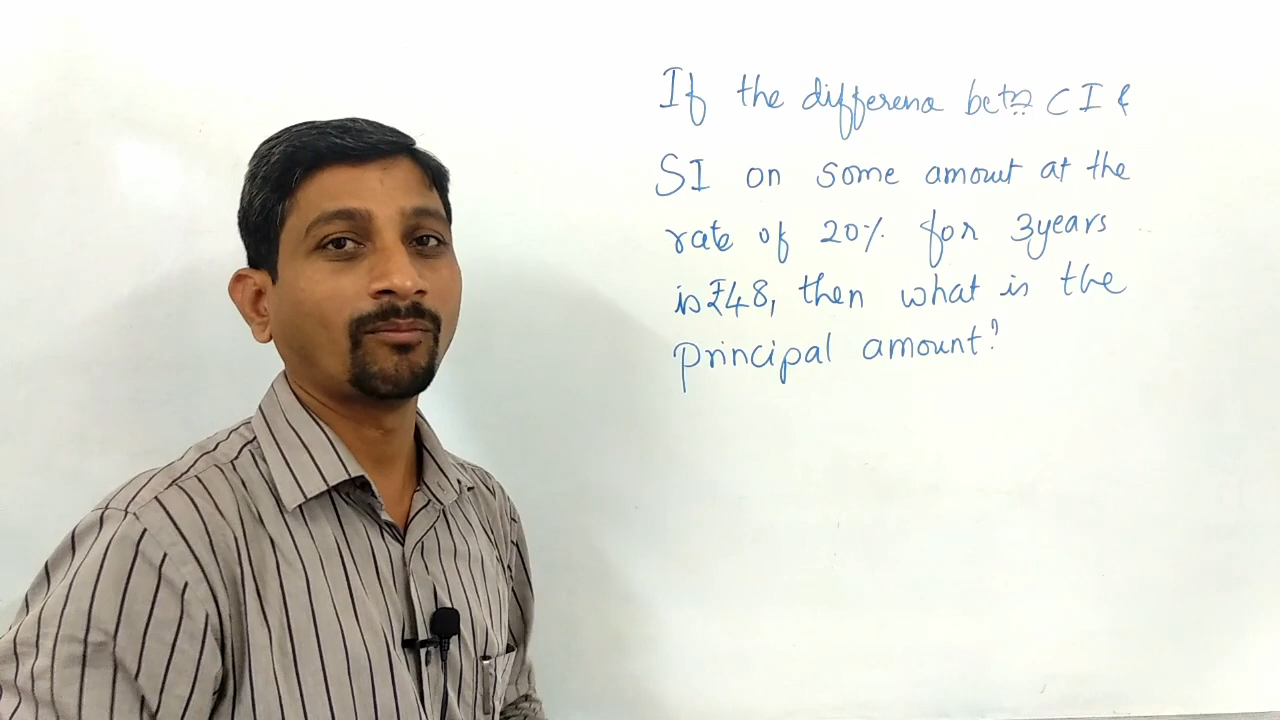 If the difference betn CI &
SI on some amount at the
rate of 20% for 3years
is ₹48, then what is the
principal amount?